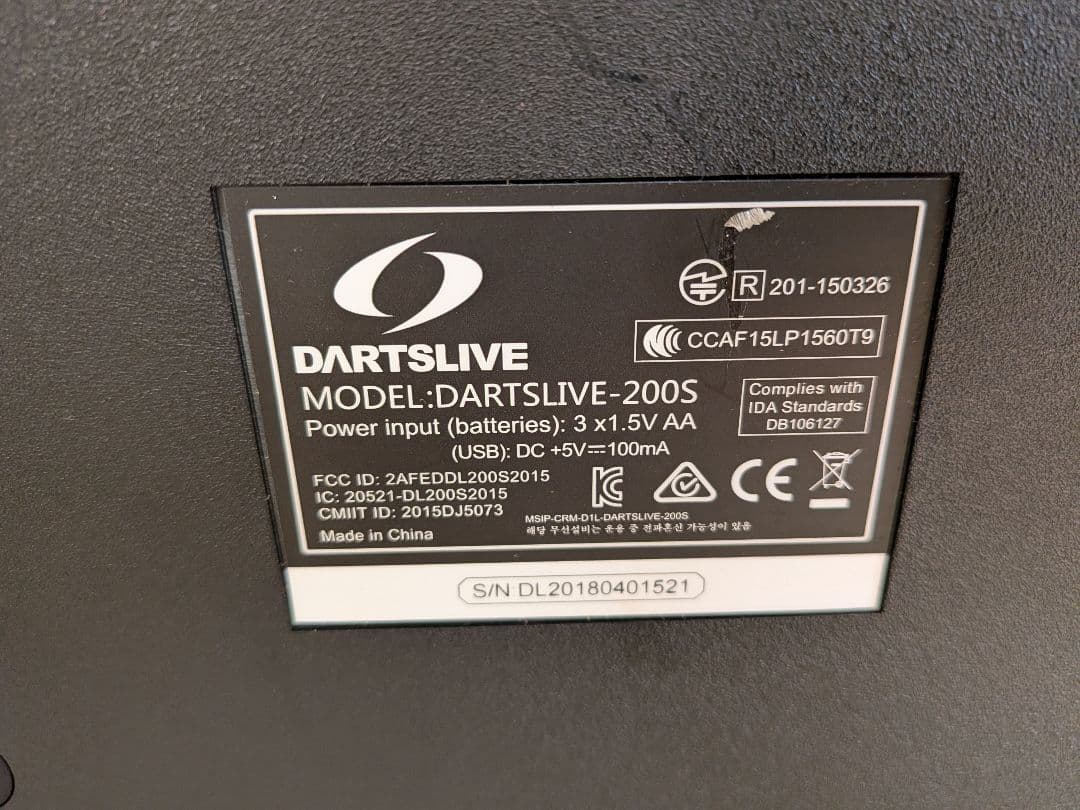 DARTSLIVE
MODEL:DARTSLIVE-200S
Power input (batteries): 3 x1.5V AA
(USB): DC +5V⎓100mA
FCC ID: 2AFEDDL200S2015
IC: 20521-DL200S2015
CMIIT ID: 2015DJ5073
Made in China
R 201-150326
CCAF15LP1560T9
Complies with
IDA Standards
DB106127
MSIP-CRM-D1L-DARTSLIVE-200S
해당 무선설비는 운용 중 전파혼신 가능성이 있음
S/N DL20180401521